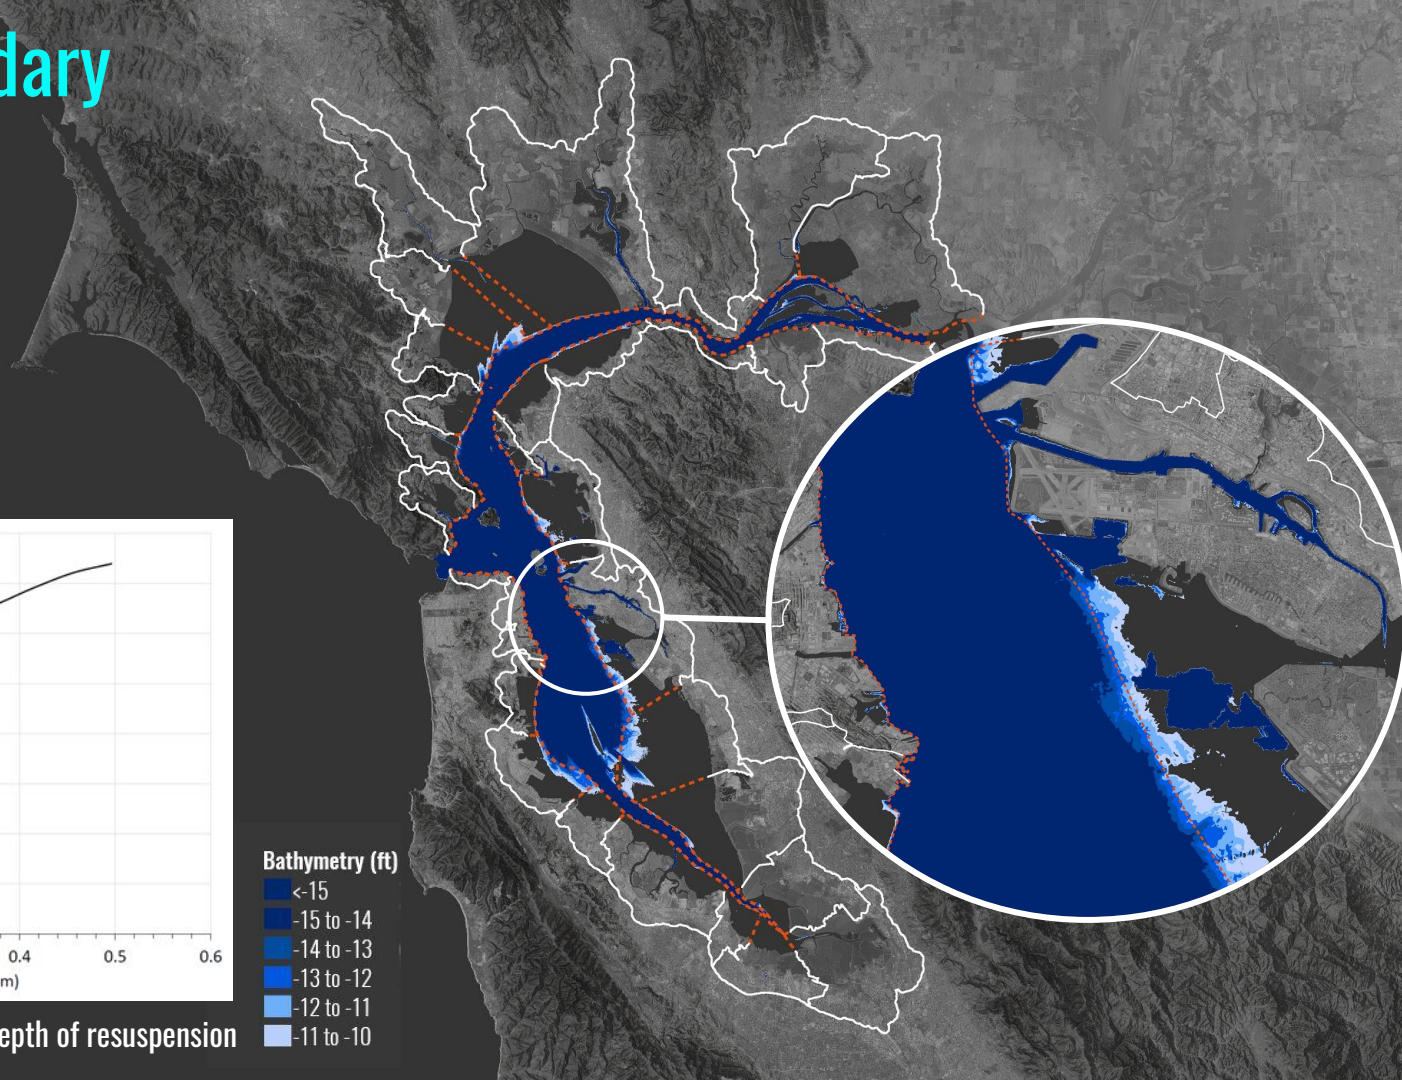 dary
Bathymetry (ft)
<-15
-15 to -14
-14 to -13
-13 to -12
-12 to -11
-11 to -10
0.4 0.5 0.6
m)
epth of resuspension